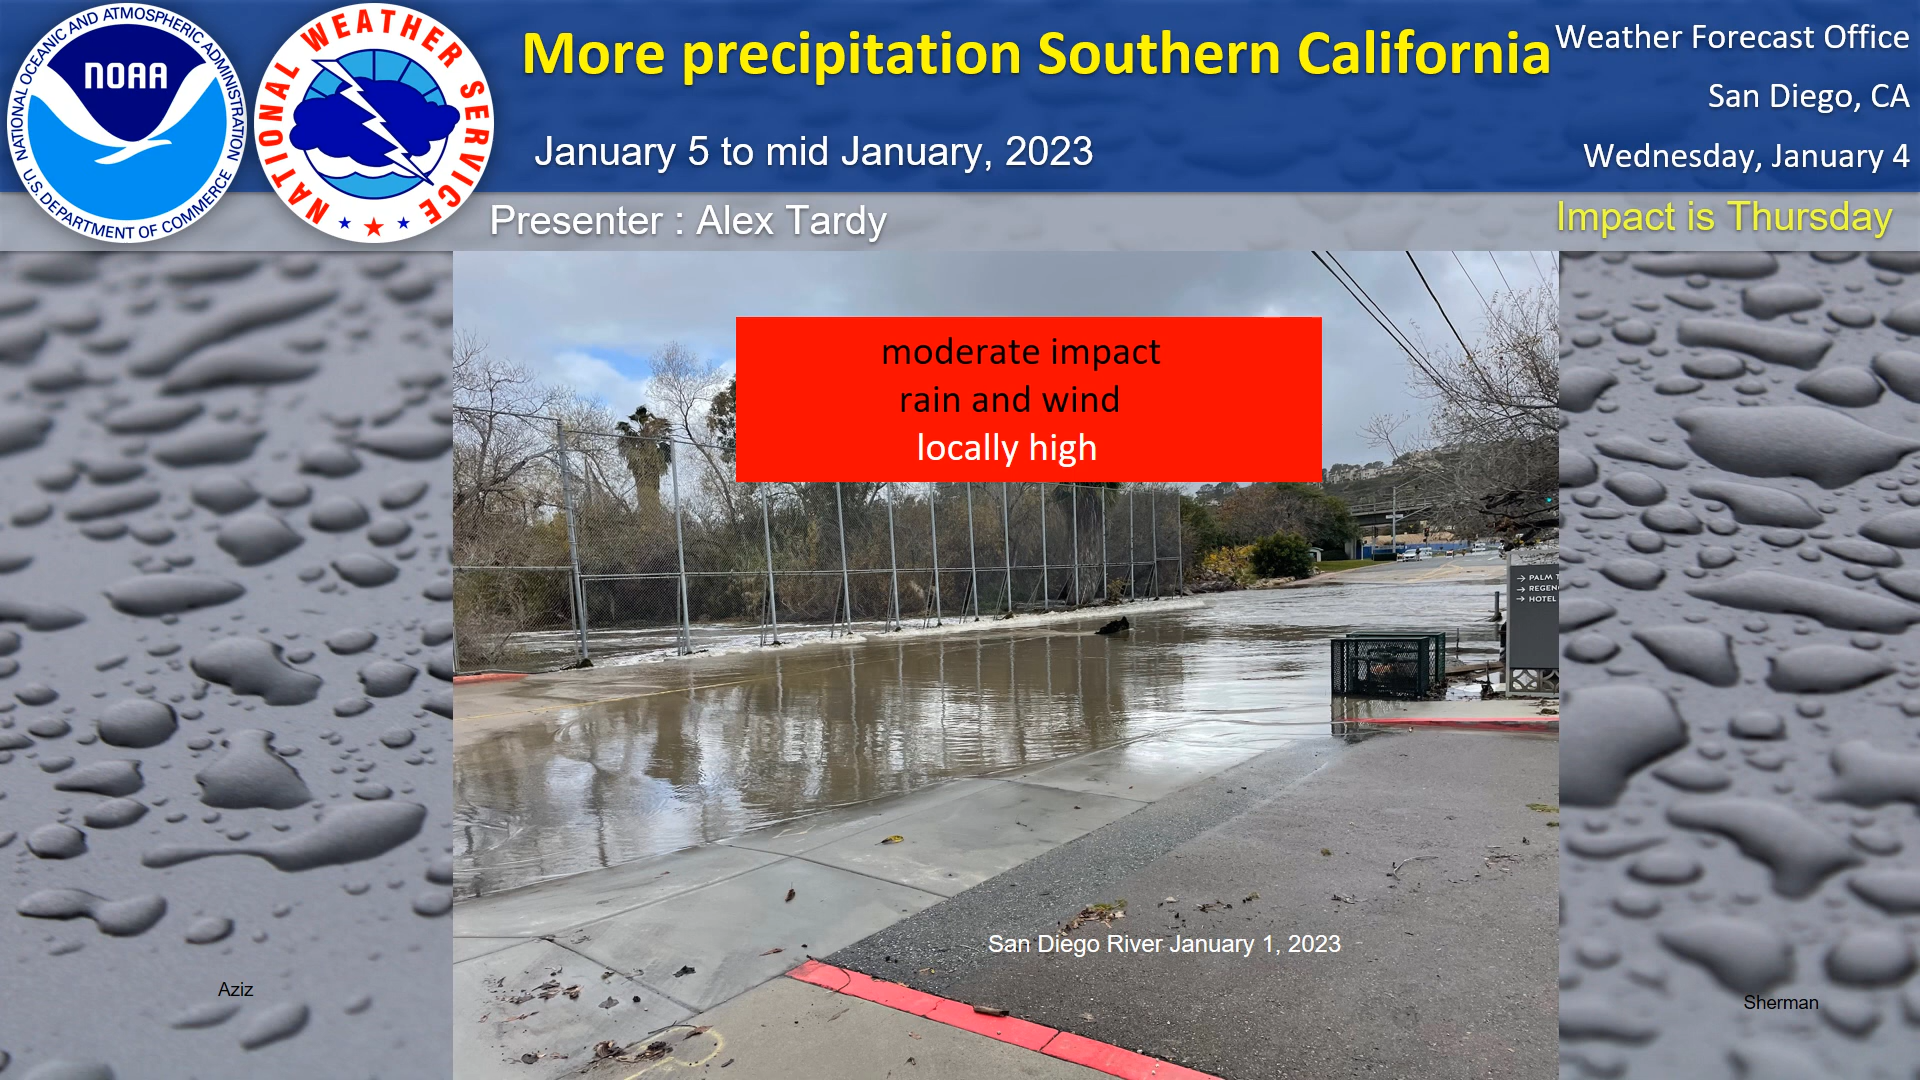 NATIONAL OCEANIC AND ATMOSPHERIC ADMINISTRATION
NOAA
U.S. DEPARTMENT OF COMMERCE
NATIONAL WEATHER SERVICE
More precipitation Southern California
January 5 to mid January, 2023
Weather Forecast Office
San Diego, CA
Wednesday, January 4
Presenter : Alex Tardy
Impact is Thursday
moderate impact
rain and wind
locally high
→ PALM
→ REGEN
→ HOTEL
San Diego River January 1, 2023
Aziz
Sherman